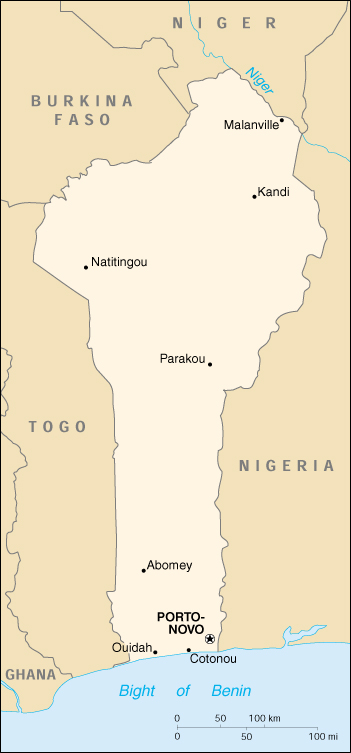 NIGER
Niger
BURKINA
FASO
Malanville
Kandi
Natitingou
Parakou
TOGO
NIGERIA
Abomey
PORTO-
NOVO
Ouidah
Cotonou
GHANA
Bight of Benin
0 50 100 km
0 50 100 mi